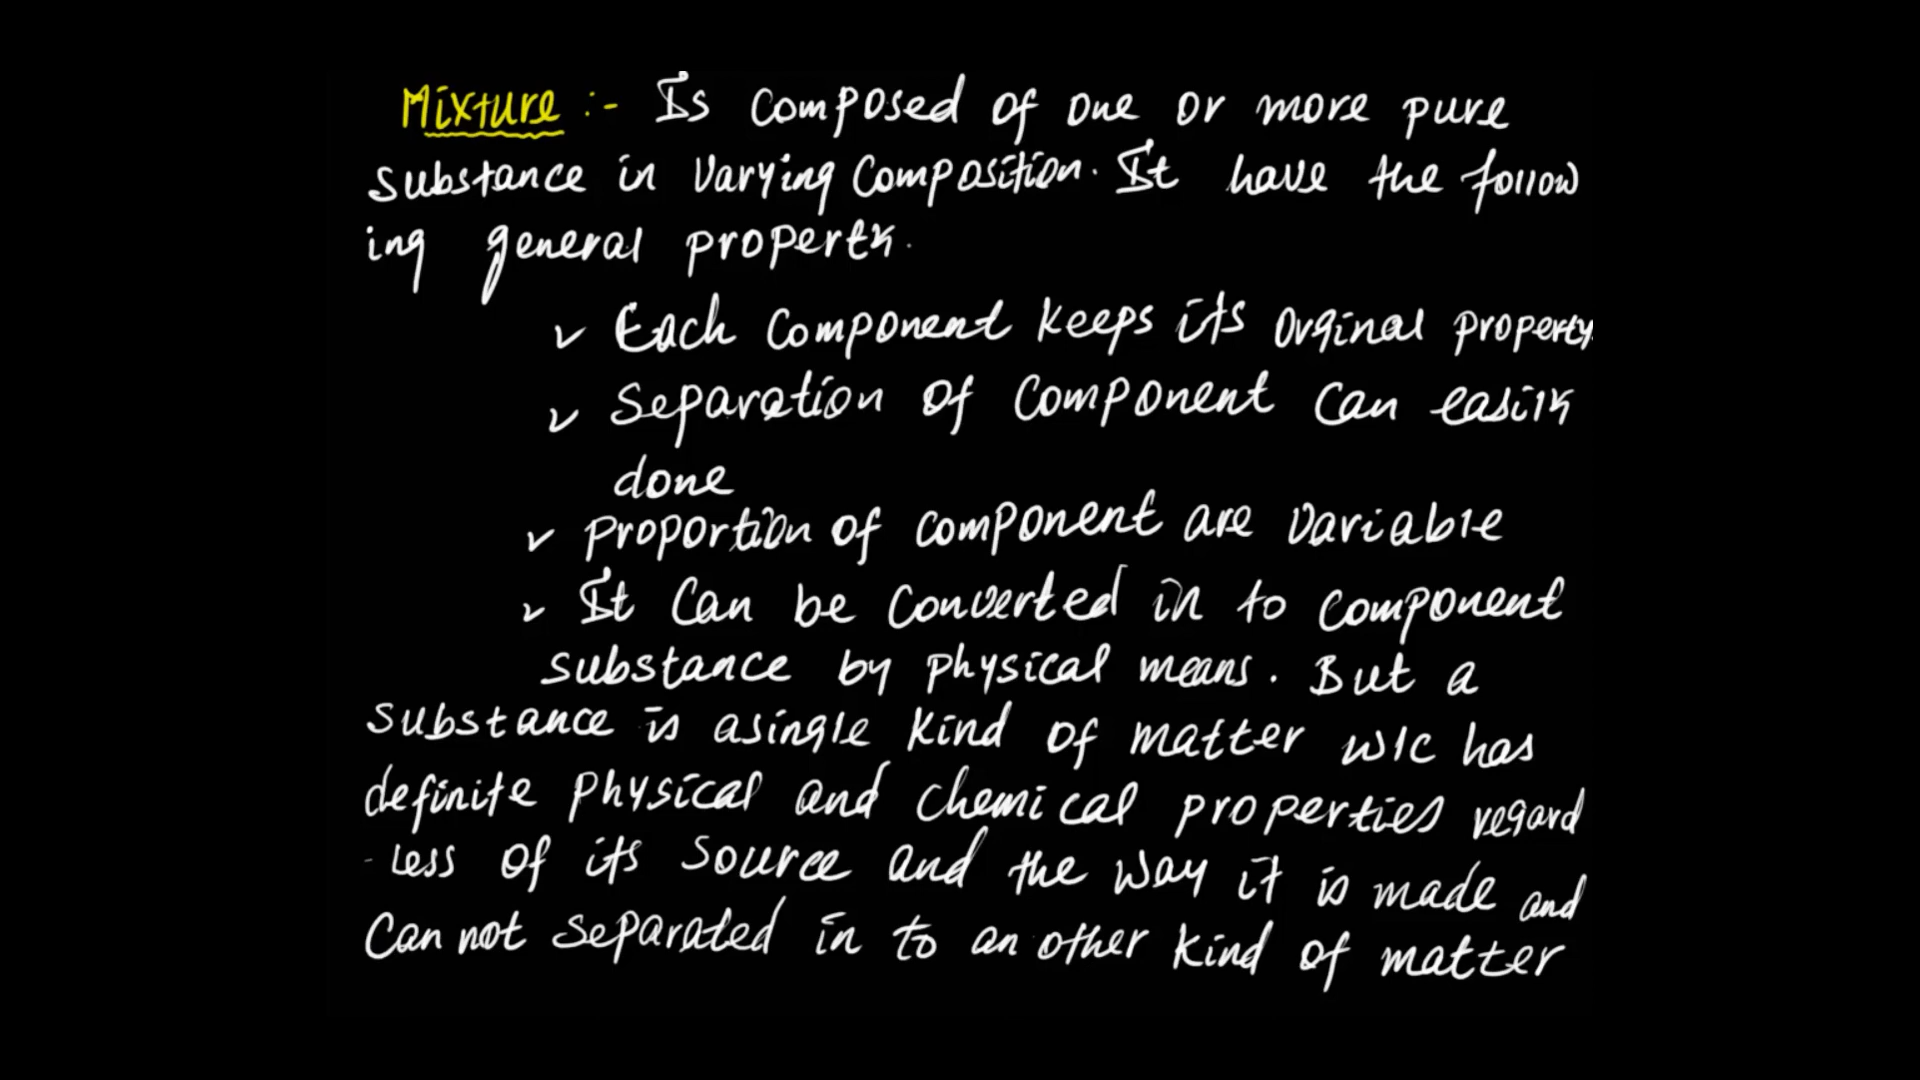 Mixture :- Is composed of one or more pure
substance in varying composition. It have the follow
ing general property.
✓ Each component keeps its orginal property
✓ Separation of component can easily
done
✓ proportion of component are variable
✓ It can be converted in to component
substance by physical means. But a
substance is a single kind of matter wic has
definite physical and chemical properties regard
-less of its source and the way it is made and
can not separated in to an other kind of matter